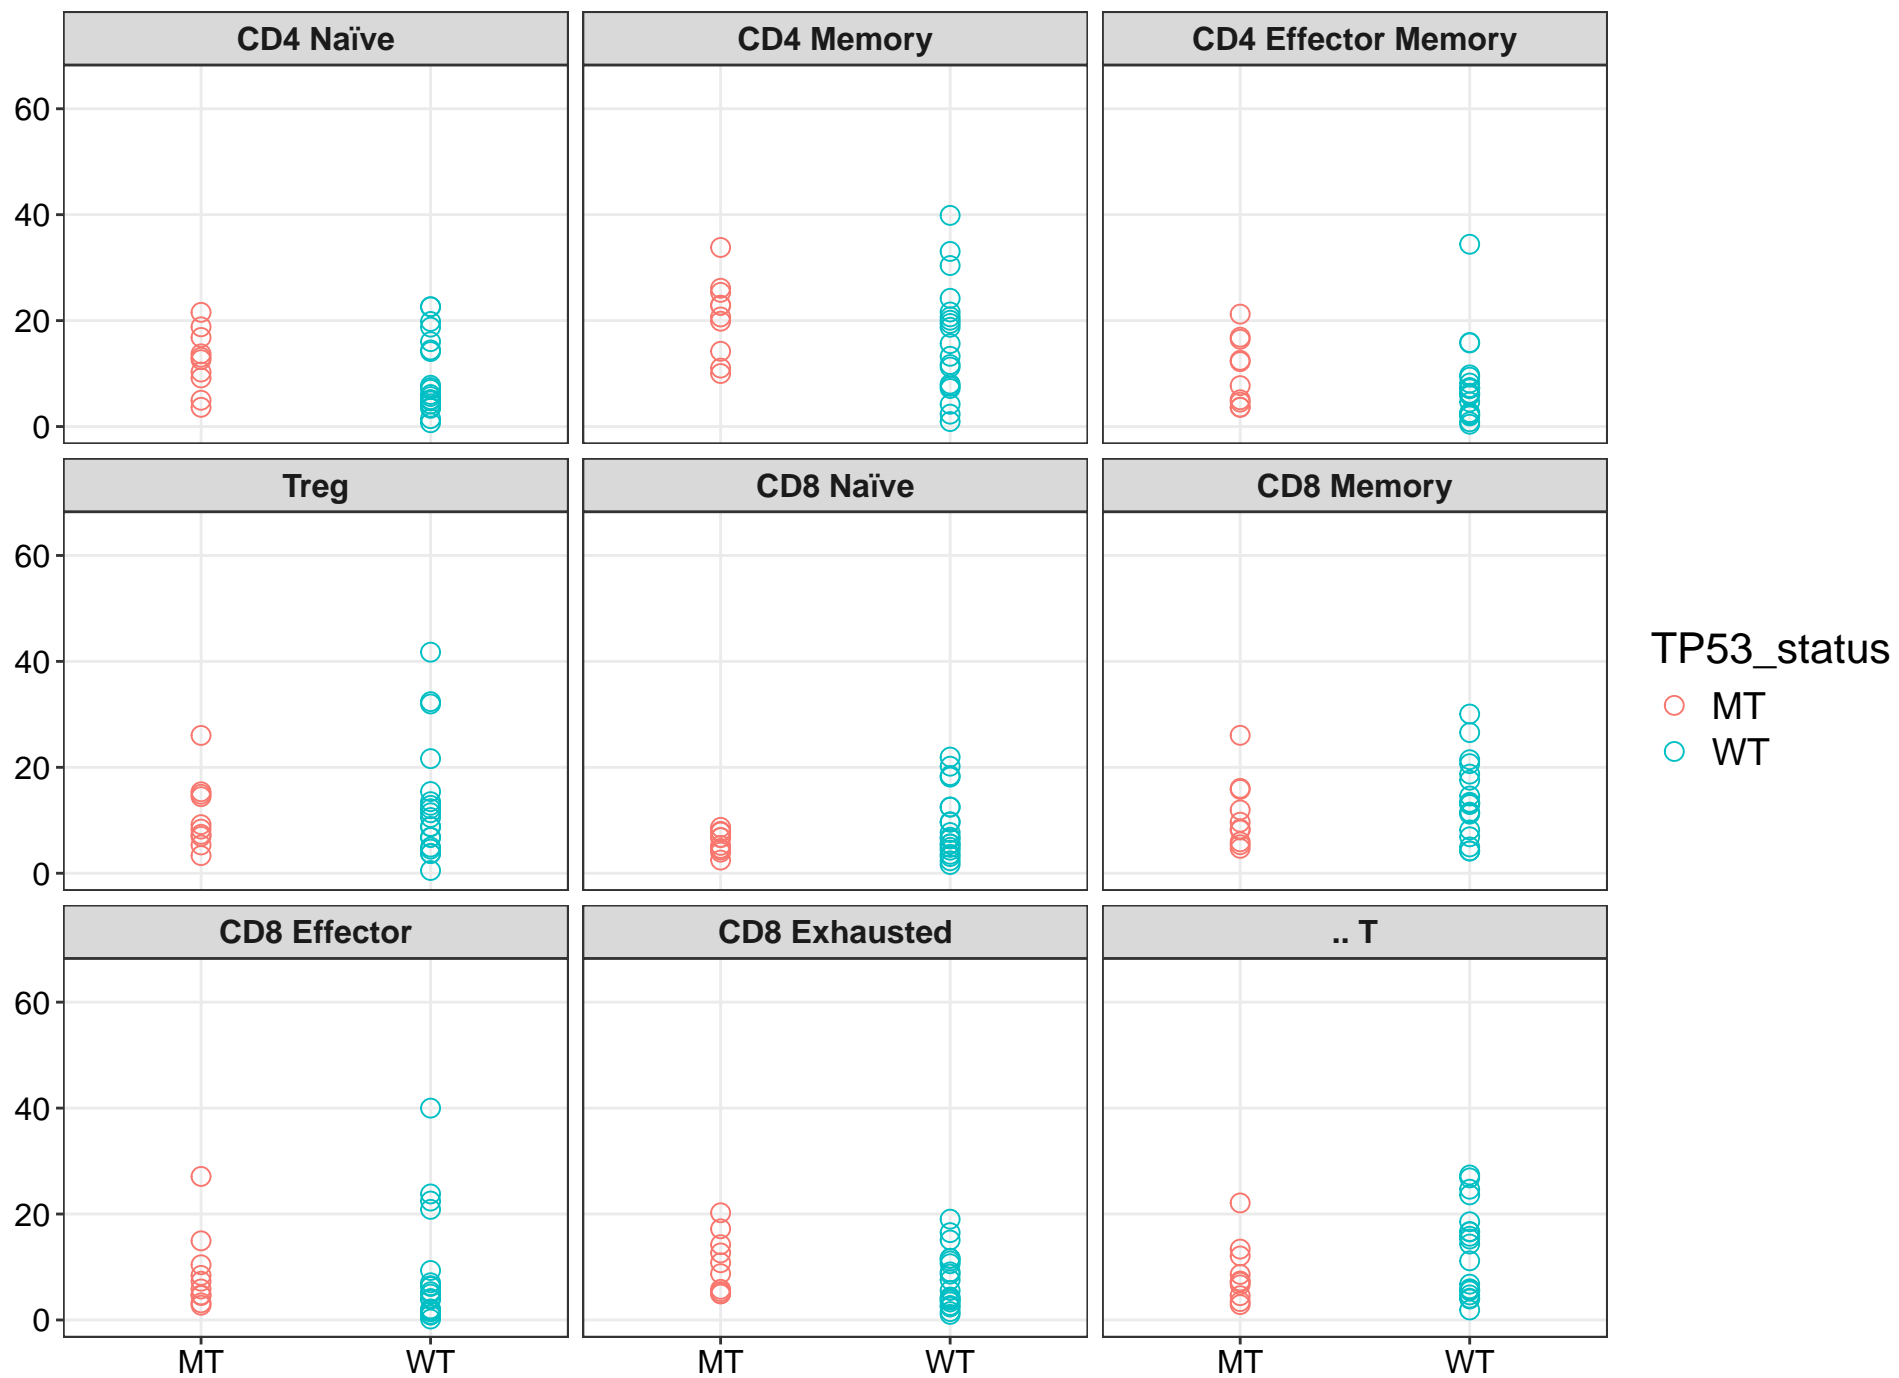 CD4 Naïve CD4 Memory CD4 Effector Memory
60
40
20
0
Treg CD8 Naïve CD8 Memory
60
40
20
0
CD8 Effector CD8 Exhausted .. T
60
40
20
0
MT WT MT WT MT WT
TP53_status
MT
WT